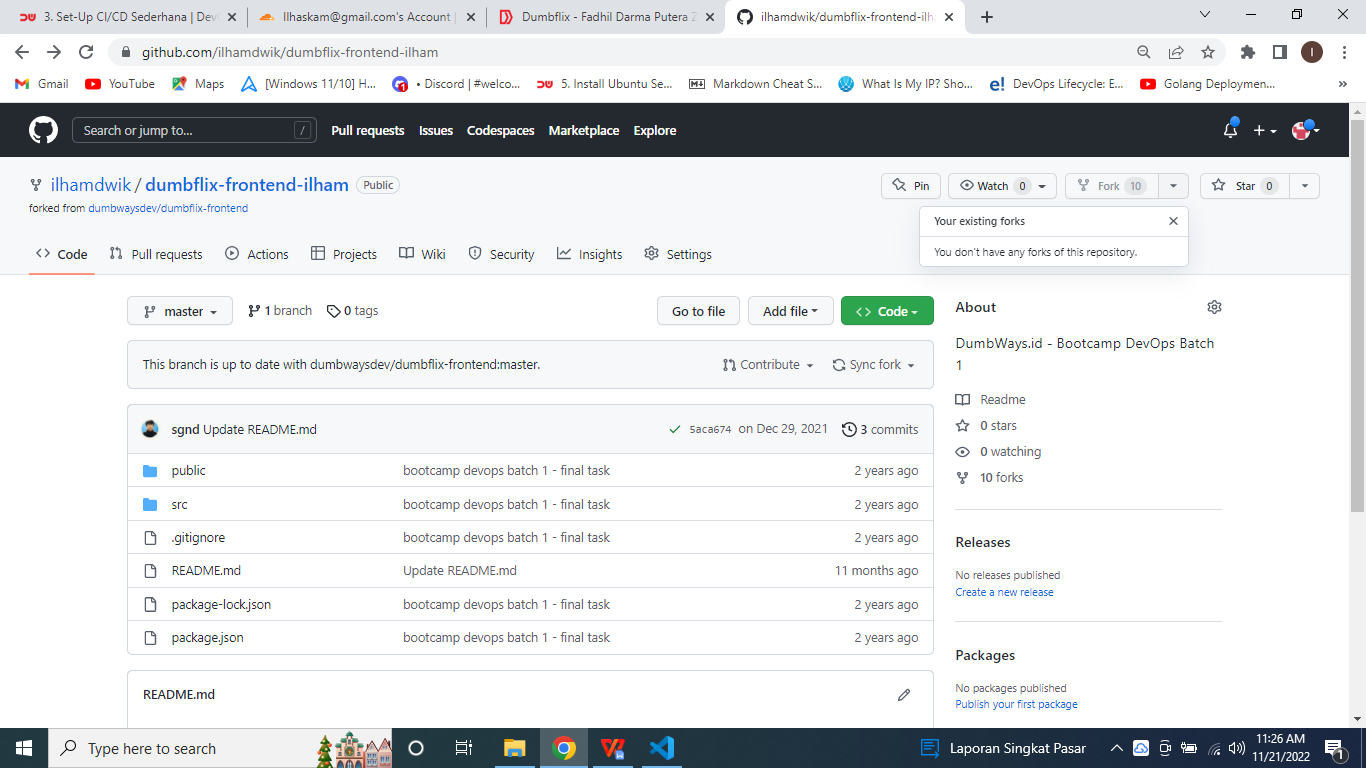 3. Set-Up CI/CD Sederhana | Dev
Ilhaskam@gmail.com's Account |
Dumbflix - Fadhil Darma Putera Z
ilhamdwik/dumbflix-frontend-ilh
github.com/ilhamdwik/dumbflix-frontend-ilham
I
Gmail
YouTube
Maps
[Windows 11/10] H...
• Discord | #welco...
5. Install Ubuntu Se...
Markdown Cheat S...
What Is My IP? Sho...
DevOps Lifecycle: E...
Golang Deploymen...
»
Search or jump to...
/
Pull requests
Issues
Codespaces
Marketplace
Explore
ilhamdwik / dumbflix-frontend-ilham
Public
forked from dumbwaysdev/dumbflix-frontend
Pin
Watch 0
Fork 10
Star 0
Your existing forks
You don't have any forks of this repository.
Code
Pull requests
Actions
Projects
Wiki
Security
Insights
Settings
master
1 branch
0 tags
Go to file
Add file
Code
This branch is up to date with dumbwaysdev/dumbflix-frontend:master.
Contribute
Sync fork
sgnd Update README.md
5aca674 on Dec 29, 2021
3 commits
public
bootcamp devops batch 1 - final task
2 years ago
src
bootcamp devops batch 1 - final task
2 years ago
.gitignore
bootcamp devops batch 1 - final task
2 years ago
README.md
Update README.md
11 months ago
package-lock.json
bootcamp devops batch 1 - final task
2 years ago
package.json
bootcamp devops batch 1 - final task
2 years ago
README.md
About
DumbWays.id - Bootcamp DevOps Batch
1
Readme
0 stars
0 watching
10 forks
Releases
No releases published
Create a new release
Packages
No packages published
Publish your first package
Type here to search
Laporan Singkat Pasar
11:26 AM
11/21/2022
1